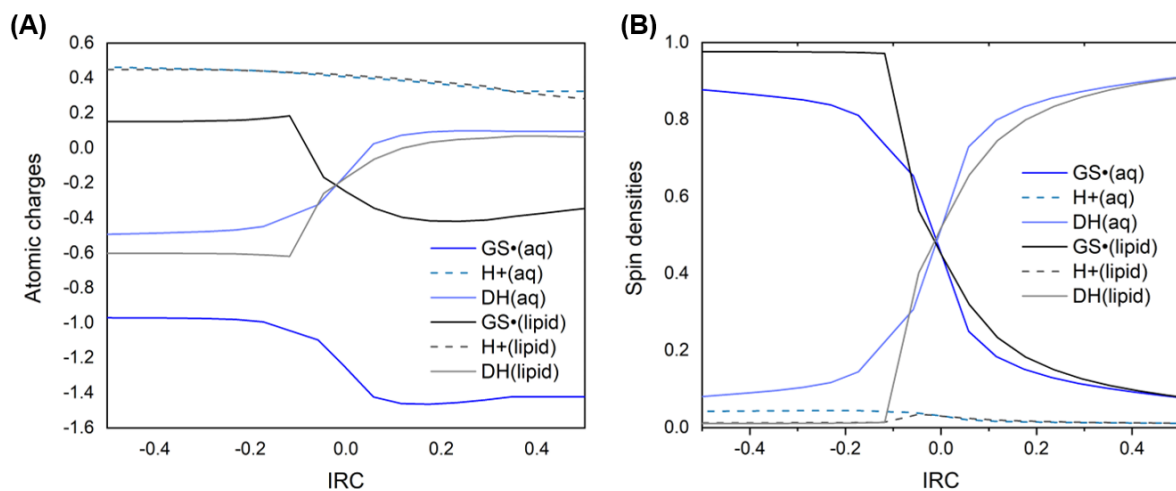 (A)
0.6
0.4
0.2
0.0
-0.2
-0.4
-0.6
-0.8
-1.0
-1.2
-1.4
-1.6
Atomic charges
GS•(aq)
H+(aq)
DH(aq)
GS•(lipid)
H+(lipid)
DH(lipid)
-0.4
-0.2
0.0
0.2
0.4
IRC
(B)
1.0
0.8
0.6
0.4
0.2
0.0
Spin densities
GS•(aq)
H+(aq)
DH(aq)
GS•(lipid)
H+(lipid)
DH(lipid)
-0.4
-0.2
0.0
0.2
0.4
IRC